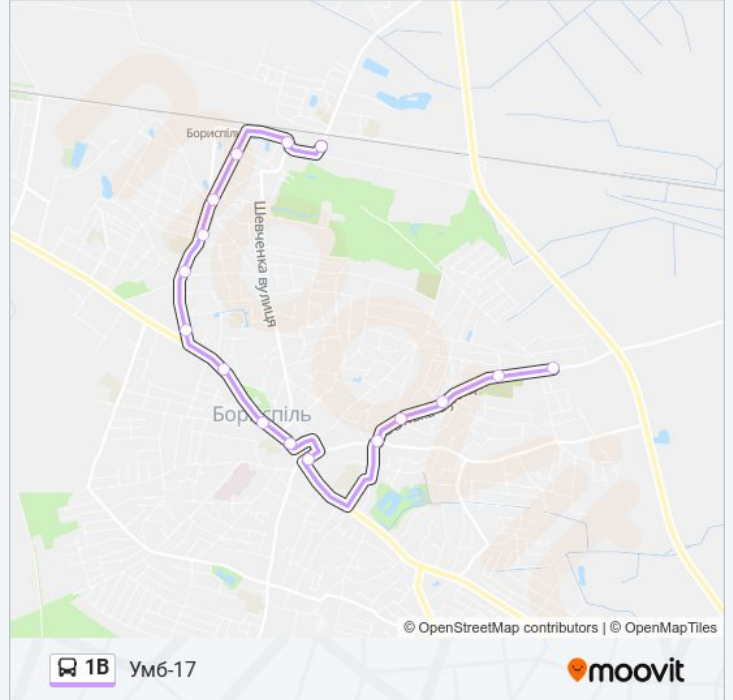 Бориспіль
Шевченка вулиця
Бориспіль
© OpenStreetMap contributors | © OpenMapTiles
1В Умб-17
moovit